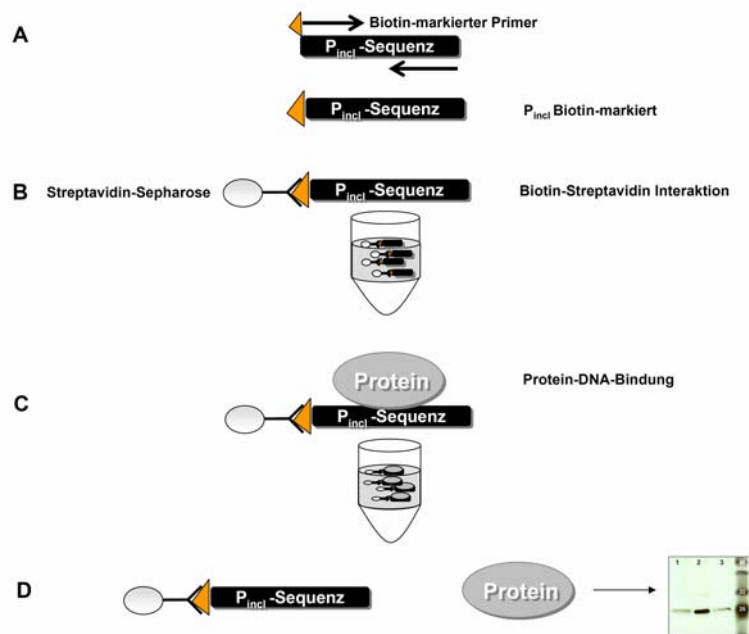 A
Biotin-markierter Primer
Pincl -Sequenz
Pincl -Sequenz
Pincl Biotin-markiert
B
Streptavidin-Sepharose
Pincl -Sequenz
Biotin-Streptavidin Interaktion
Protein
Protein-DNA-Bindung
C
Pincl -Sequenz
D
Pincl -Sequenz
Protein
1 2 3